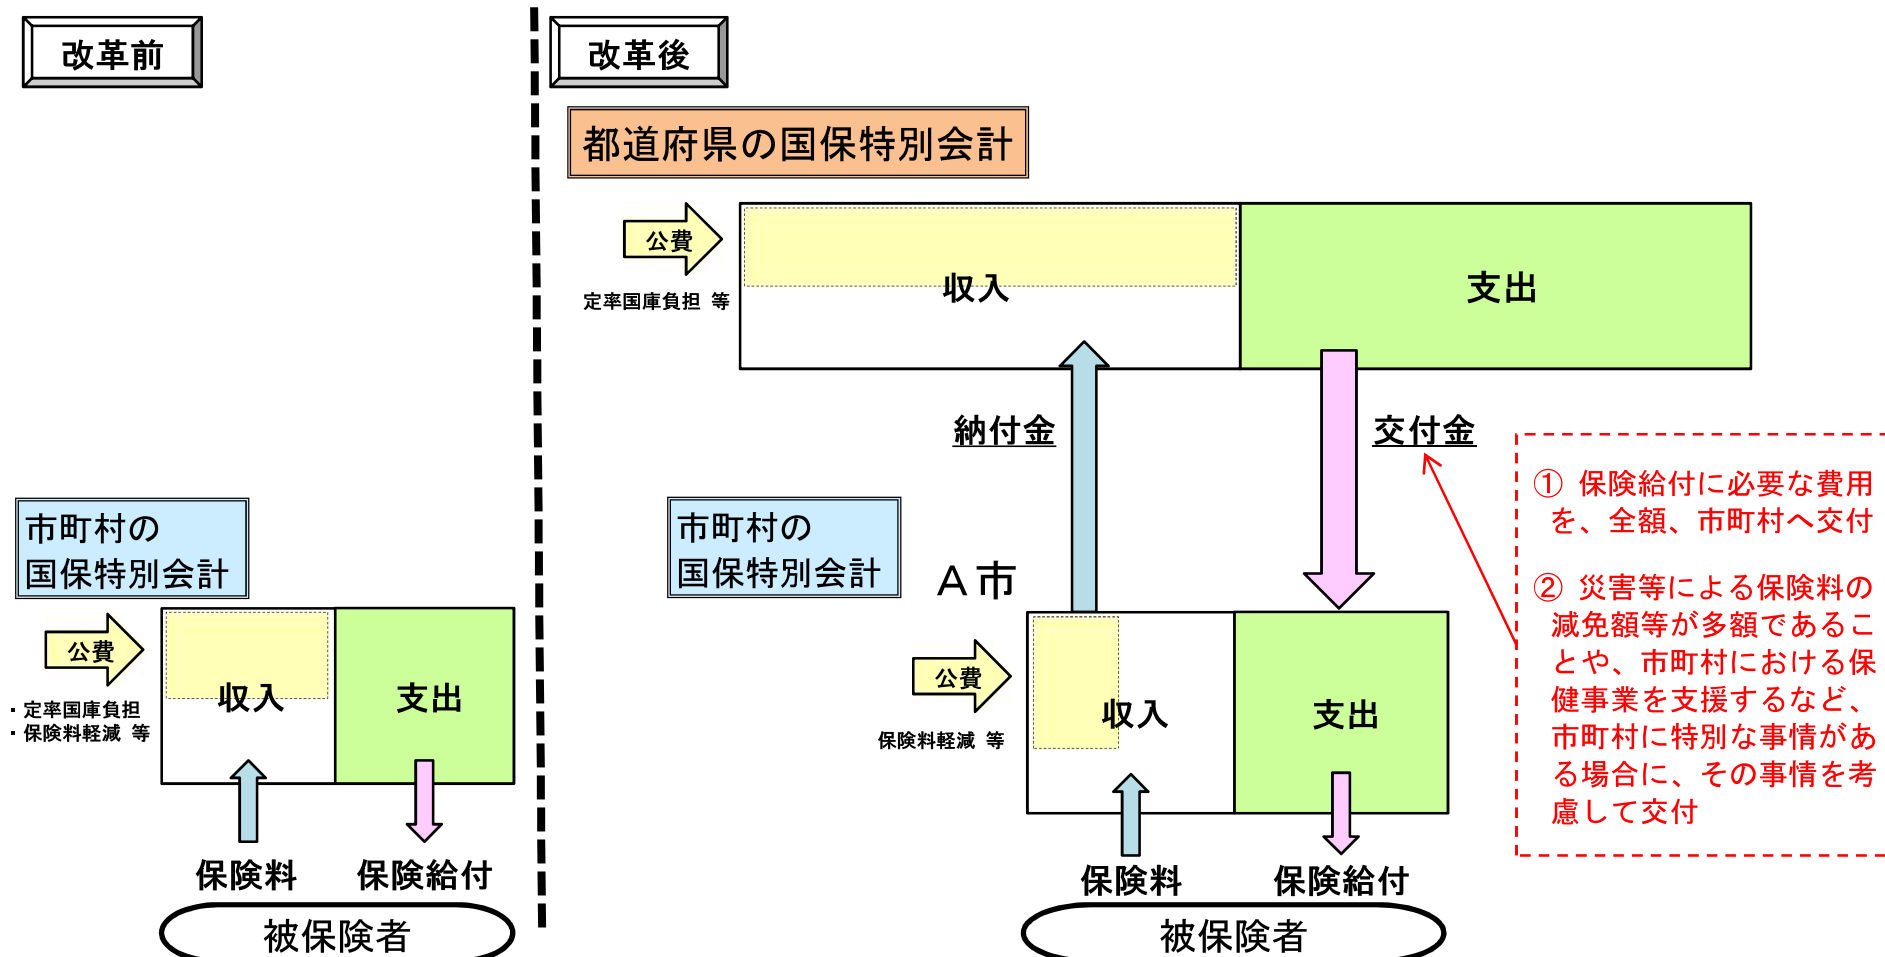 改革前
市町村の
国保特別会計
公費
・定率国庫負担
・保険料軽減 等
収入
支出
保険料
保険給付
被保険者
改革後
都道府県の国保特別会計
公費
定率国庫負担 等
収入
支出
納付金
交付金
① 保険給付に必要な費用
を、全額、市町村へ交付
② 災害等による保険料の
減免額等が多額であるこ
とや、市町村における保
健事業を支援するなど、
市町村に特別な事情があ
る場合に、その事情を考
慮して交付
市町村の
国保特別会計
A市
公費
保険料軽減 等
収入
支出
保険料
保険給付
被保険者